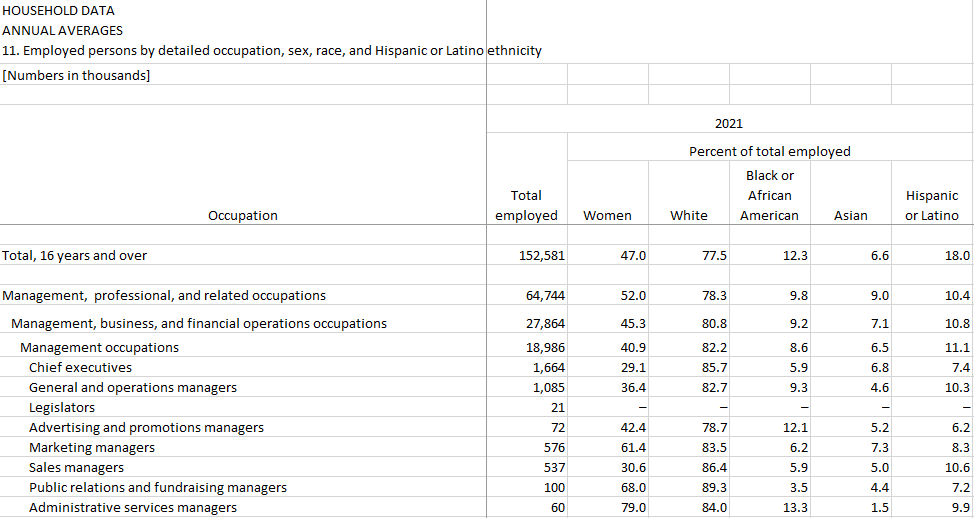 HOUSEHOLD DATA
ANNUAL AVERAGES
11. Employed persons by detailed occupation, sex, race, and Hispanic or Latino ethnicity
[Numbers in thousands]
2021
Percent of total employed
Occupation Total employed Women White Black or African American Asian Hispanic or Latino
Total, 16 years and over 152,581 47.0 77.5 12.3 6.6 18.0
Management, professional, and related occupations 64,744 52.0 78.3 9.8 9.0 10.4
Management, business, and financial operations occupations 27,864 45.3 80.8 9.2 7.1 10.8
Management occupations 18,986 40.9 82.2 8.6 6.5 11.1
Chief executives 1,664 29.1 85.7 5.9 6.8 7.4
General and operations managers 1,085 36.4 82.7 9.3 4.6 10.3
Legislators 21 – – – – –
Advertising and promotions managers 72 42.4 78.7 12.1 5.2 6.2
Marketing managers 576 61.4 83.5 6.2 7.3 8.3
Sales managers 537 30.6 86.4 5.9 5.0 10.6
Public relations and fundraising managers 100 68.0 89.3 3.5 4.4 7.2
Administrative services managers 60 79.0 84.0 13.3 1.5 9.9